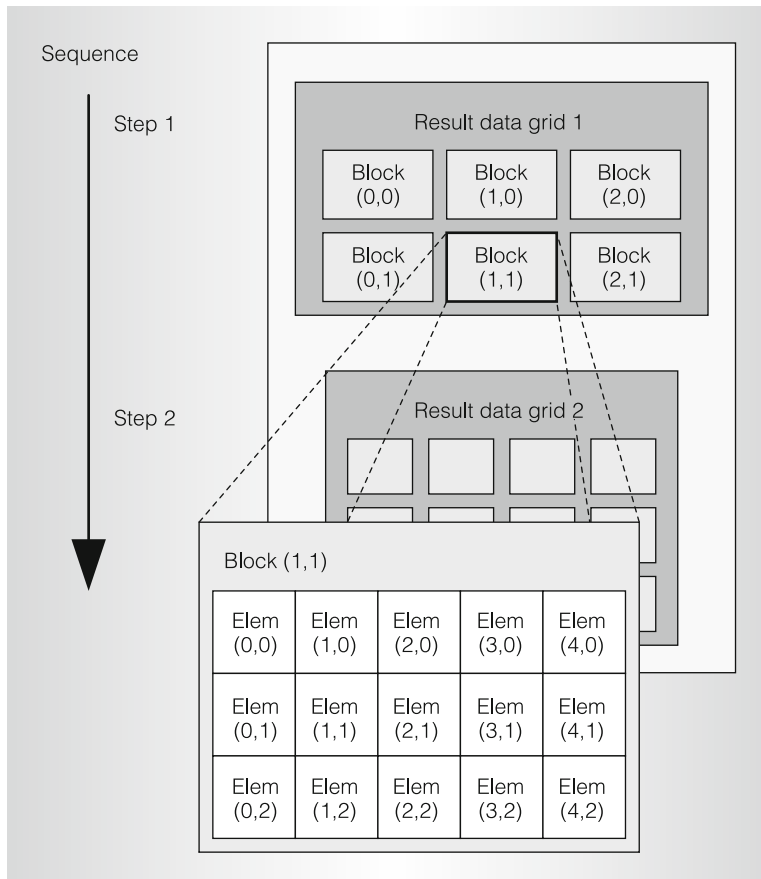 Sequence
Step 1
Result data grid 1
Block Block Block
(0,0) (1,0) (2,0)
Block Block Block
(0,1) (1,1) (2,1)
Step 2
Result data grid 2
Block (1,1)
Elem Elem Elem Elem Elem
(0,0) (1,0) (2,0) (3,0) (4,0)
Elem Elem Elem Elem Elem
(0,1) (1,1) (2,1) (3,1) (4,1)
Elem Elem Elem Elem Elem
(0,2) (1,2) (2,2) (3,2) (4,2)